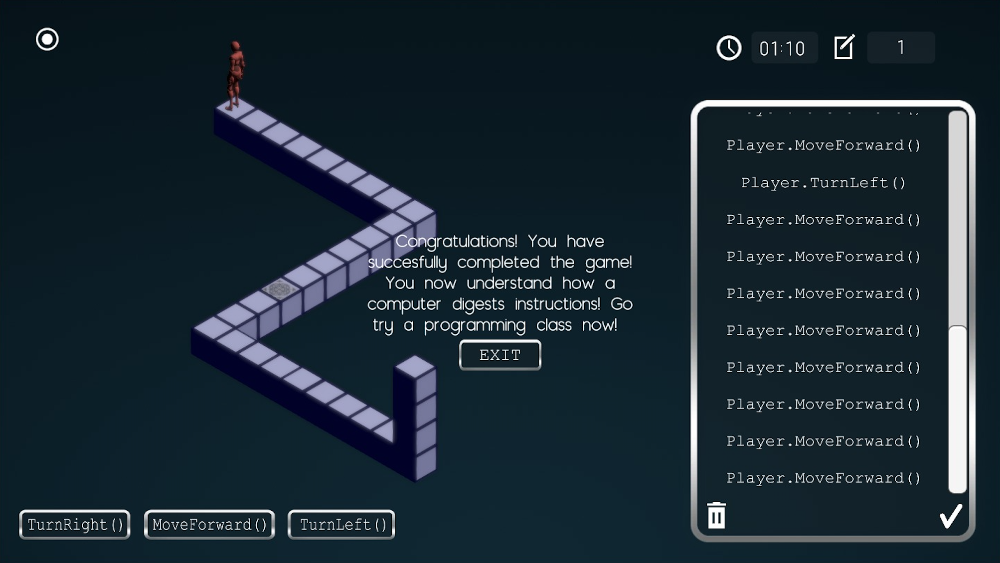 01:10
1
Player.MoveForward()
Player.TurnLeft()
Player.MoveForward()
Player.MoveForward()
Player.MoveForward()
Player.MoveForward()
Player.MoveForward()
Player.MoveForward()
Player.MoveForward()
Player.MoveForward()
Congratulations! You have
succesfully completed the game!
You now understand how a
computer digests instructions! Go
try a programming class now!
EXIT
TurnRight()
MoveForward()
TurnLeft()